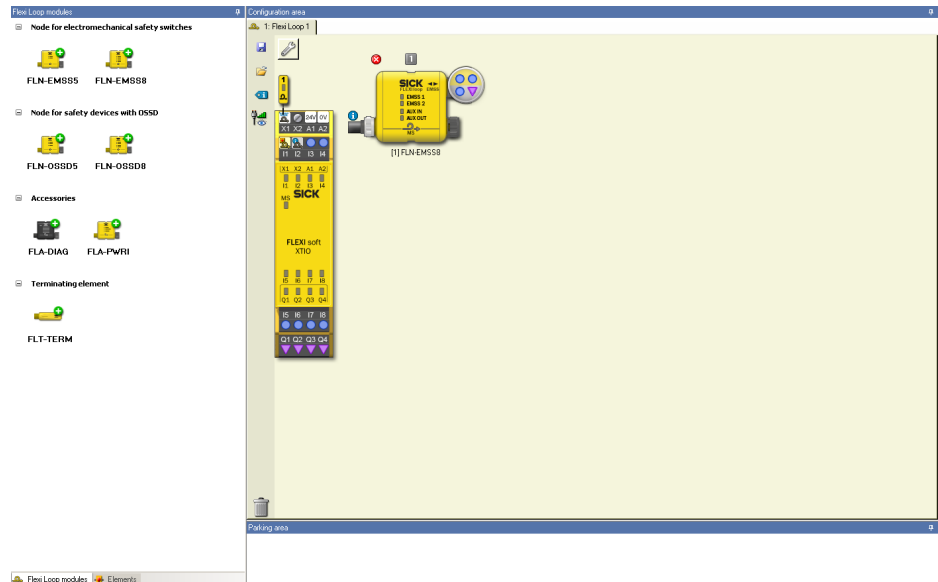 Flexi Loop modules
Node for electromechanical safety switches
FLN-EMSS5 FLN-EMSS8
Node for safety devices with OSSD
FLN-OSSD5 FLN-OSSD8
Accessories
FLA-DIAG FLA-PWRI
Terminating element
FLT-TERM
Flexi Loop modules Elements
Configuration area
1: Flexi Loop 1
1
X1 X2 A1 A2
24V 0V
I1 I2 I3 I4
X1 X2 A1 A2
I1 I2 I3 I4
MS SICK
FLEXI soft
XTIO
I5 I6 I7 I8
Q1 Q2 Q3 Q4
I5 I6 I7 I8
Q1 Q2 Q3 Q4
1
SICK
FLEXI loop EMSS
EMSS 1
EMSS 2
AUX IN
AUX OUT
MS
[1] FLN-EMSS8
Parking area